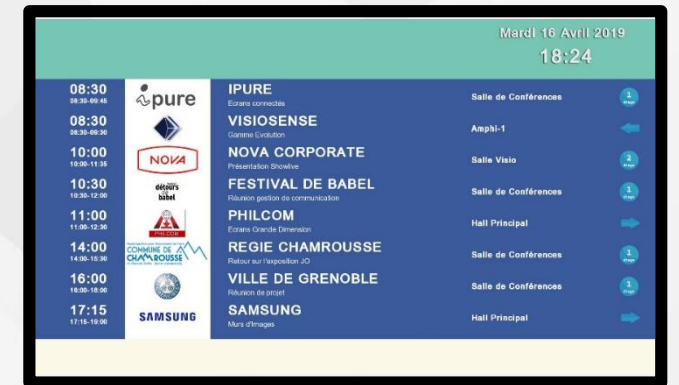 Mardi 16 Avril 2019
18:24
08:30
08:30-09:45
ipure
IPURE
Ecrans connectés
Salle de Conférences
1
08:30
08:30-09:30
VISIOSENSE
Gamme Evolution
Amphi-1
10:00
10:00-11:35
NOVA
NOVA CORPORATE
Présentation Showlive
Salle Visio
2
10:30
10:30-12:00
détours
de
babel
FESTIVAL DE BABEL
Réunion gestion de communication
Salle de Conférences
1
11:00
11:00-12:30
PHILCOM
PHILCOM
Ecrans Grande Dimension
Hall Principal
14:00
14:00-15:30
COMMUNE DE
CHAMROUSSE
REGIE CHAMROUSSE
Retour sur l'exposition JO
Salle de Conférences
1
16:00
16:00-18:00
VILLE DE GRENOBLE
Réunion de projet
Salle de Conférences
1
17:15
17:15-19:00
SAMSUNG
SAMSUNG
Murs d'Images
Hall Principal